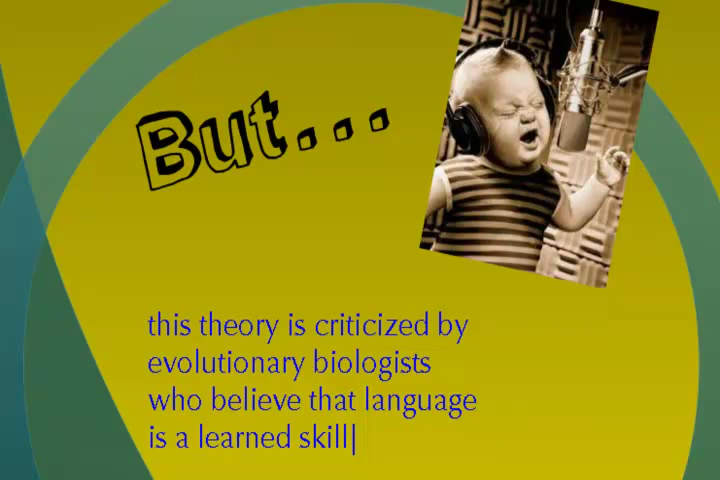 But...
this theory is criticized by
evolutionary biologists
who believe that language
is a learned skill|